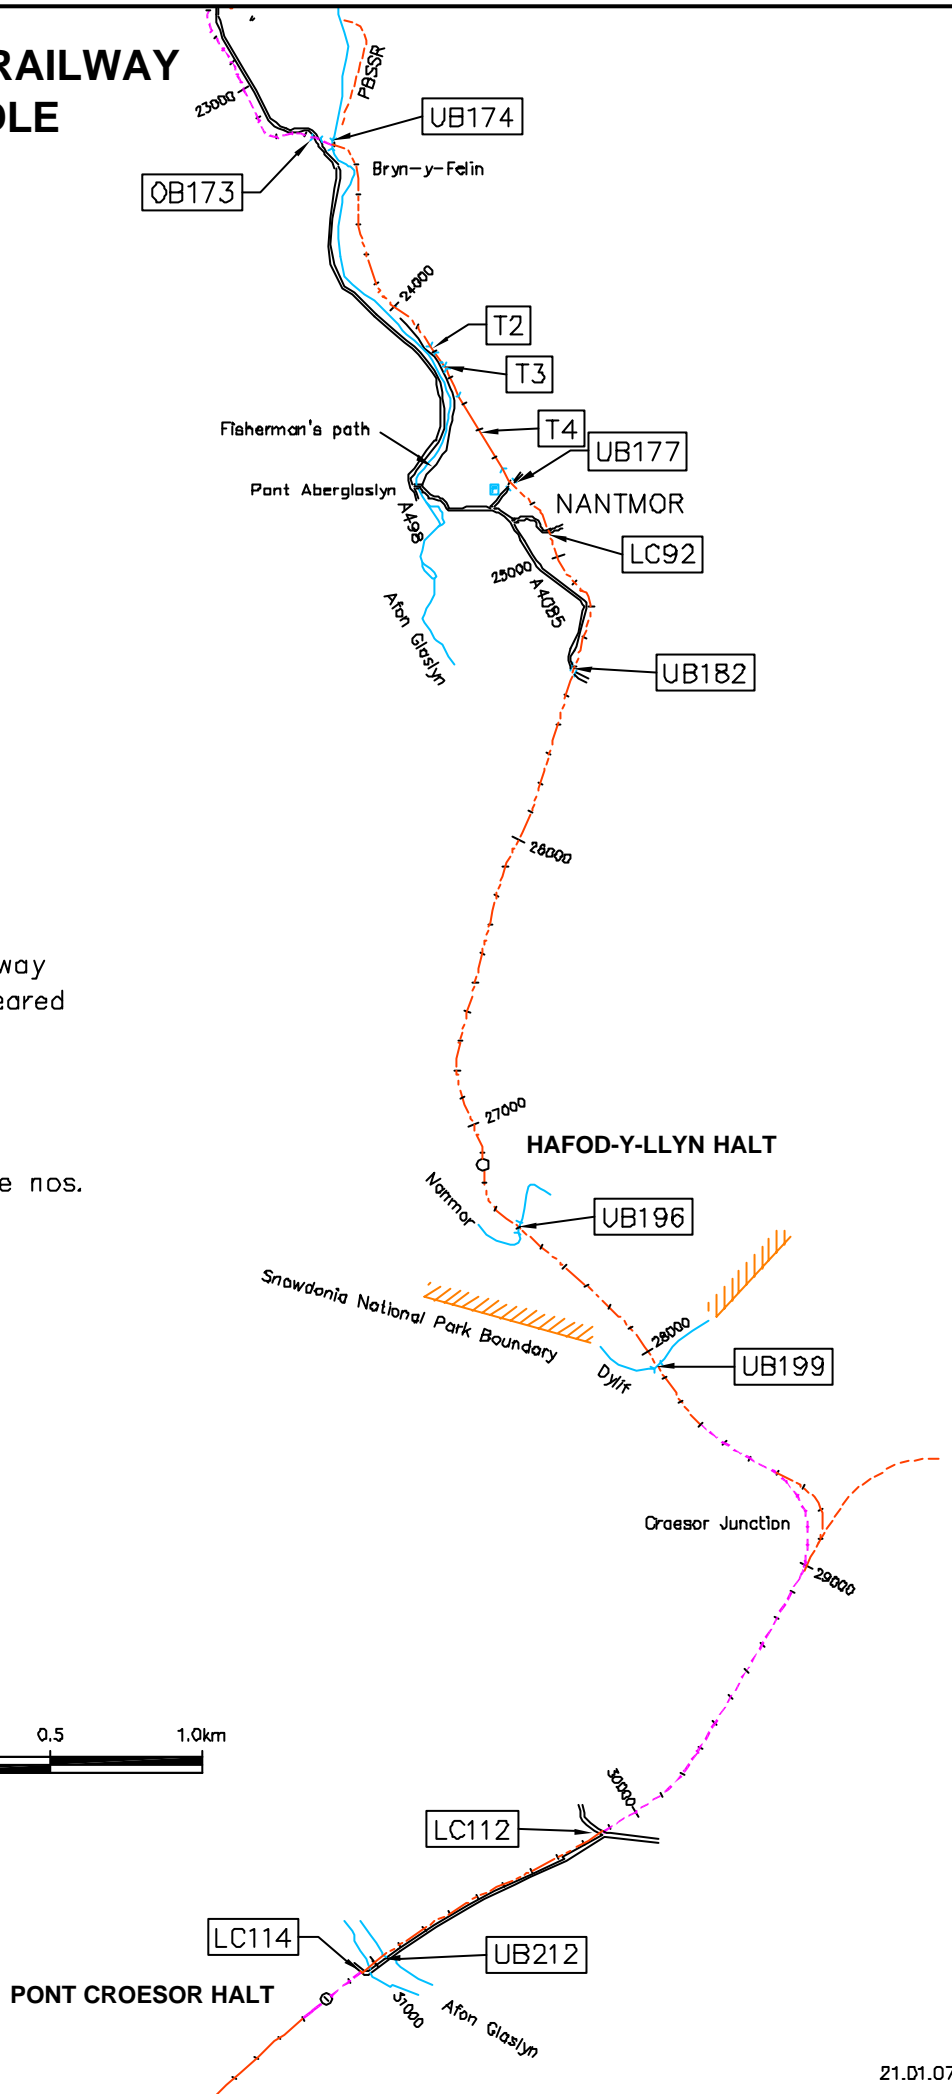 RAILWAY
DLE
PBSSR
23000
UB174
Bryn-y-Felin
OB173
24000
T2
T3
T4
Fisherman's path
UB177
Pont Aberglaslyn
NANTMOR
A498
LC92
25000
A4085
Afon Glaslyn
UB182
26000
way
eared
27000
HAFOD-Y-LLYN HALT
e nos.
Nanmor
UB196
Snowdonia National Park Boundary
28000
UB199
Dylif
Croesor Junction
29000
0.5
1.0km
30000
LC112
LC114
UB212
PONT CROESOR HALT
31000
Afon Glaslyn
21.01.07